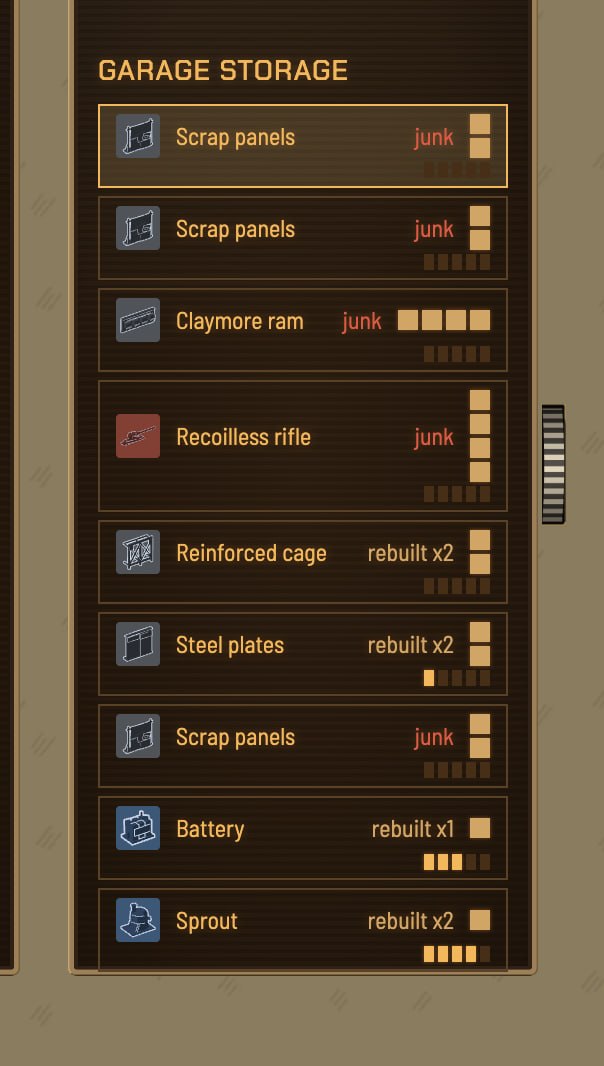 GARAGE STORAGE
Scrap panels junk
Scrap panels junk
Claymore ram junk
Recoilless rifle junk
Reinforced cage rebuilt x2
Steel plates rebuilt x2
Scrap panels junk
Battery rebuilt x1
Sprout rebuilt x2